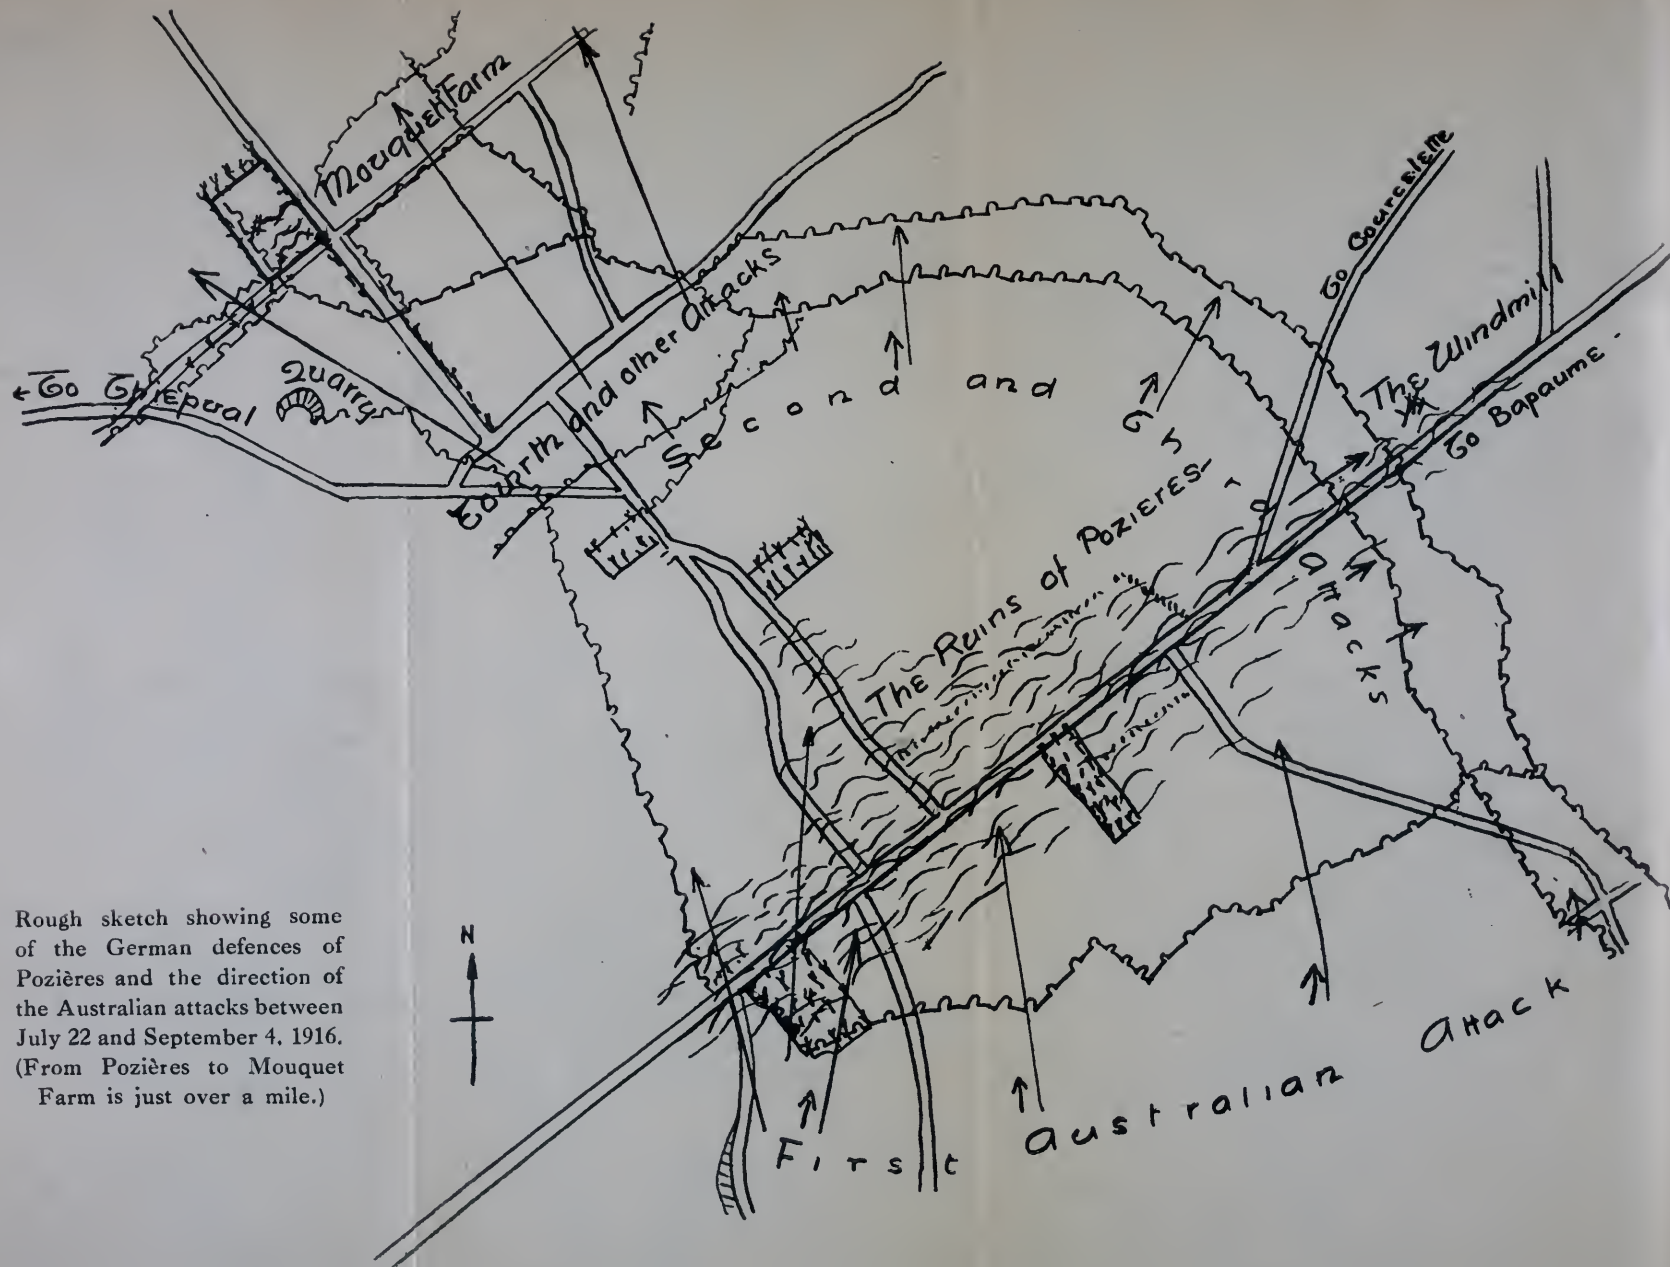 Mouquet Farm
To Courcelette
The Windmill
To Bapaume.
← To Thiepval
Quarry
Fourth and other attacks
Second and
Third
attacks
The Ruins of Pozieres-
Rough sketch showing some
of the German defences of
Pozières and the direction of
the Australian attacks between
July 22 and September 4, 1916.
(From Pozières to Mouquet
Farm is just over a mile.)
N
First Australian Attack